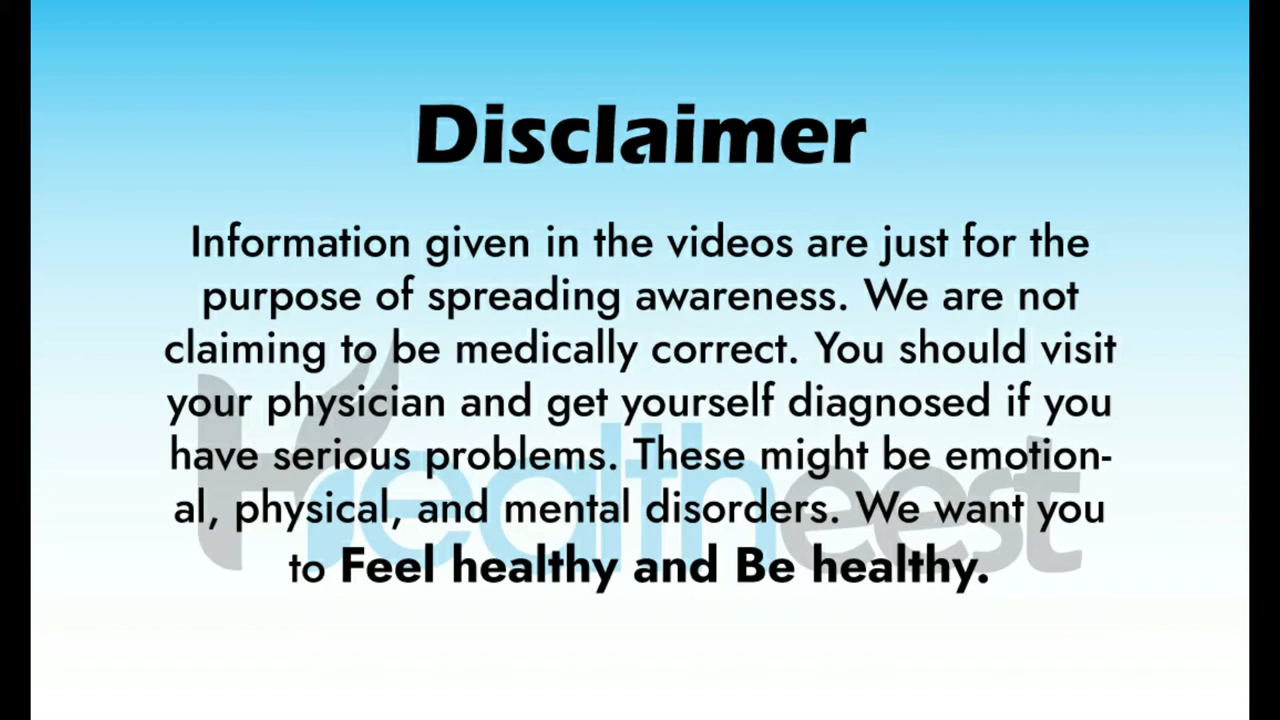 Disclaimer
Information given in the videos are just for the
purpose of spreading awareness. We are not
claiming to be medically correct. You should visit
your physician and get yourself diagnosed if you
have serious problems. These might be emotion-
al, physical, and mental disorders. We want you
to Feel healthy and Be healthy.
Healtheest